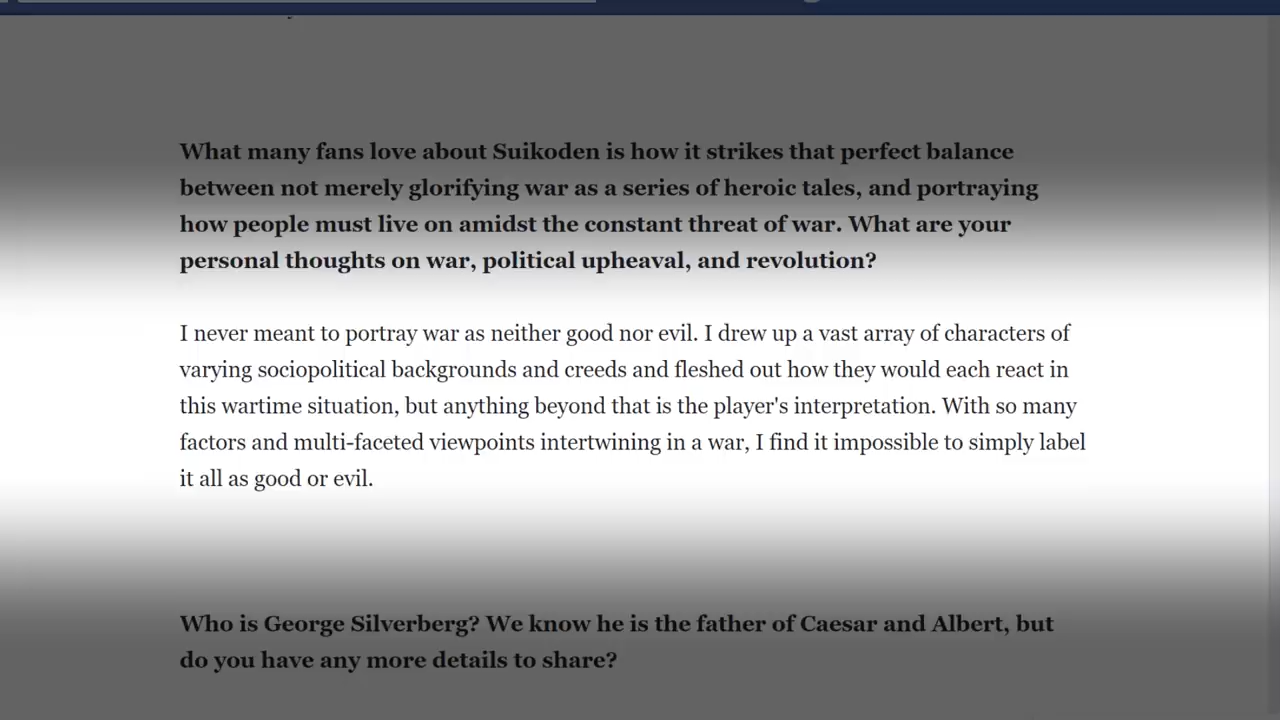 What many fans love about Suikoden is how it strikes that perfect balance
between not merely glorifying war as a series of heroic tales, and portraying
how people must live on amidst the constant threat of war. What are your
personal thoughts on war, political upheaval, and revolution?
I never meant to portray war as neither good nor evil. I drew up a vast array of characters of
varying sociopolitical backgrounds and creeds and fleshed out how they would each react in
this wartime situation, but anything beyond that is the player's interpretation. With so many
factors and multi-faceted viewpoints intertwining in a war, I find it impossible to simply label
it all as good or evil.
Who is George Silverberg? We know he is the father of Caesar and Albert, but
do you have any more details to share?